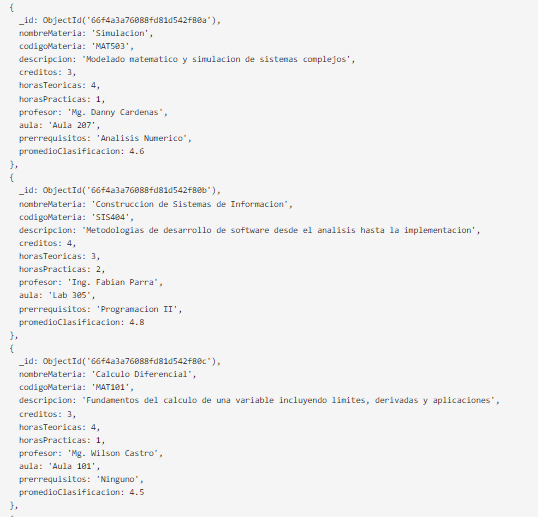 {
_id: ObjectId('66f4a3a76088fd81d542f80a'),
nombreMateria: 'Simulacion',
codigoMateria: 'MAT503',
descripcion: 'Modelado matematico y simulacion de sistemas complejos',
creditos: 3,
horasTeoricas: 4,
horasPracticas: 1,
profesor: 'Mg. Danny Cardenas',
aula: 'Aula 207',
prerrequisitos: 'Analisis Numerico',
promedioClasificacion: 4.6
},
{
_id: ObjectId('66f4a3a76088fd81d542f80b'),
nombreMateria: 'Construccion de Sistemas de Informacion',
codigoMateria: 'SIS404',
descripcion: 'Metodologias de desarrollo de software desde el analisis hasta la implementacion',
creditos: 4,
horasTeoricas: 3,
horasPracticas: 2,
profesor: 'Ing. Fabian Parra',
aula: 'Lab 305',
prerrequisitos: 'Programacion II',
promedioClasificacion: 4.8
},
{
_id: ObjectId('66f4a3a76088fd81d542f80c'),
nombreMateria: 'Calculo Diferencial',
codigoMateria: 'MAT101',
descripcion: 'Fundamentos del calculo de una variable incluyendo limites, derivadas y aplicaciones',
creditos: 3,
horasTeoricas: 4,
horasPracticas: 1,
profesor: 'Mg. Wilson Castro',
aula: 'Aula 101',
prerrequisitos: 'Ninguno',
promedioClasificacion: 4.5
},